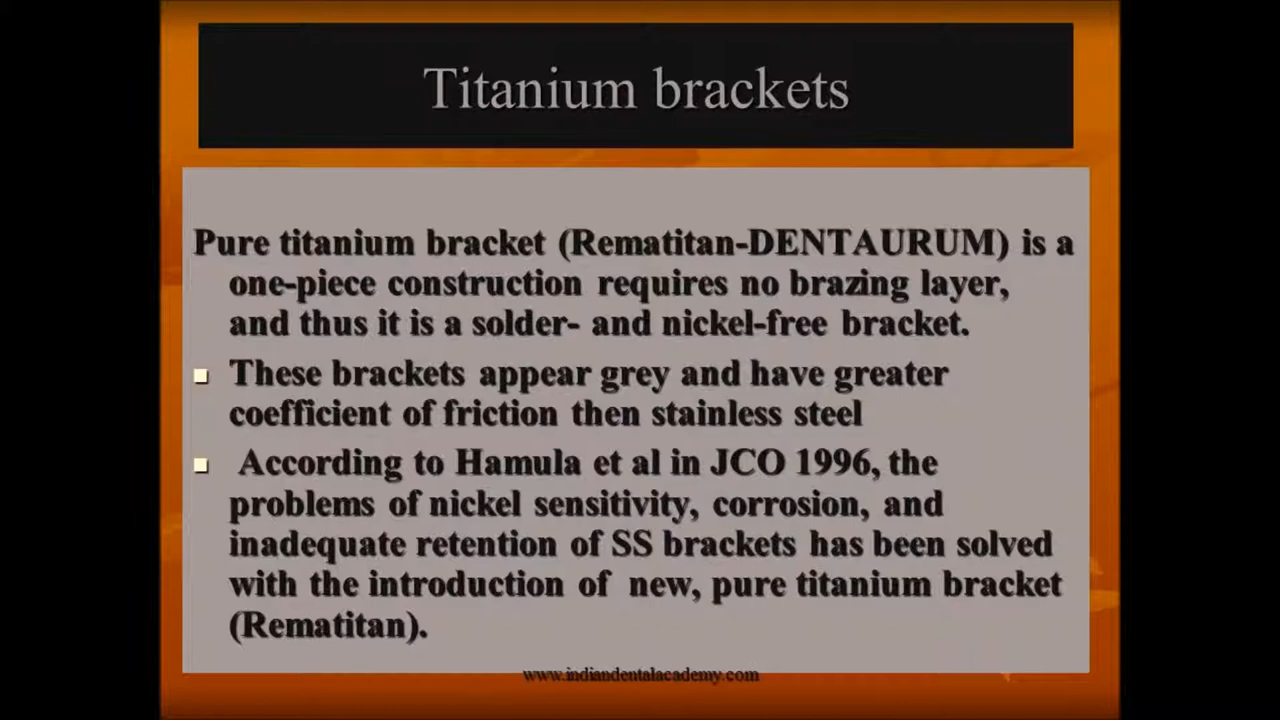 Titanium brackets
Pure titanium bracket (Rematitan-DENTAURUM) is a
one-piece construction requires no brazing layer,
and thus it is a solder- and nickel-free bracket.
These brackets appear grey and have greater
coefficient of friction then stainless steel
According to Hamula et al in JCO 1996, the
problems of nickel sensitivity, corrosion, and
inadequate retention of SS brackets has been solved
with the introduction of new, pure titanium bracket
(Rematitan).
www.indiandentalacademy.com